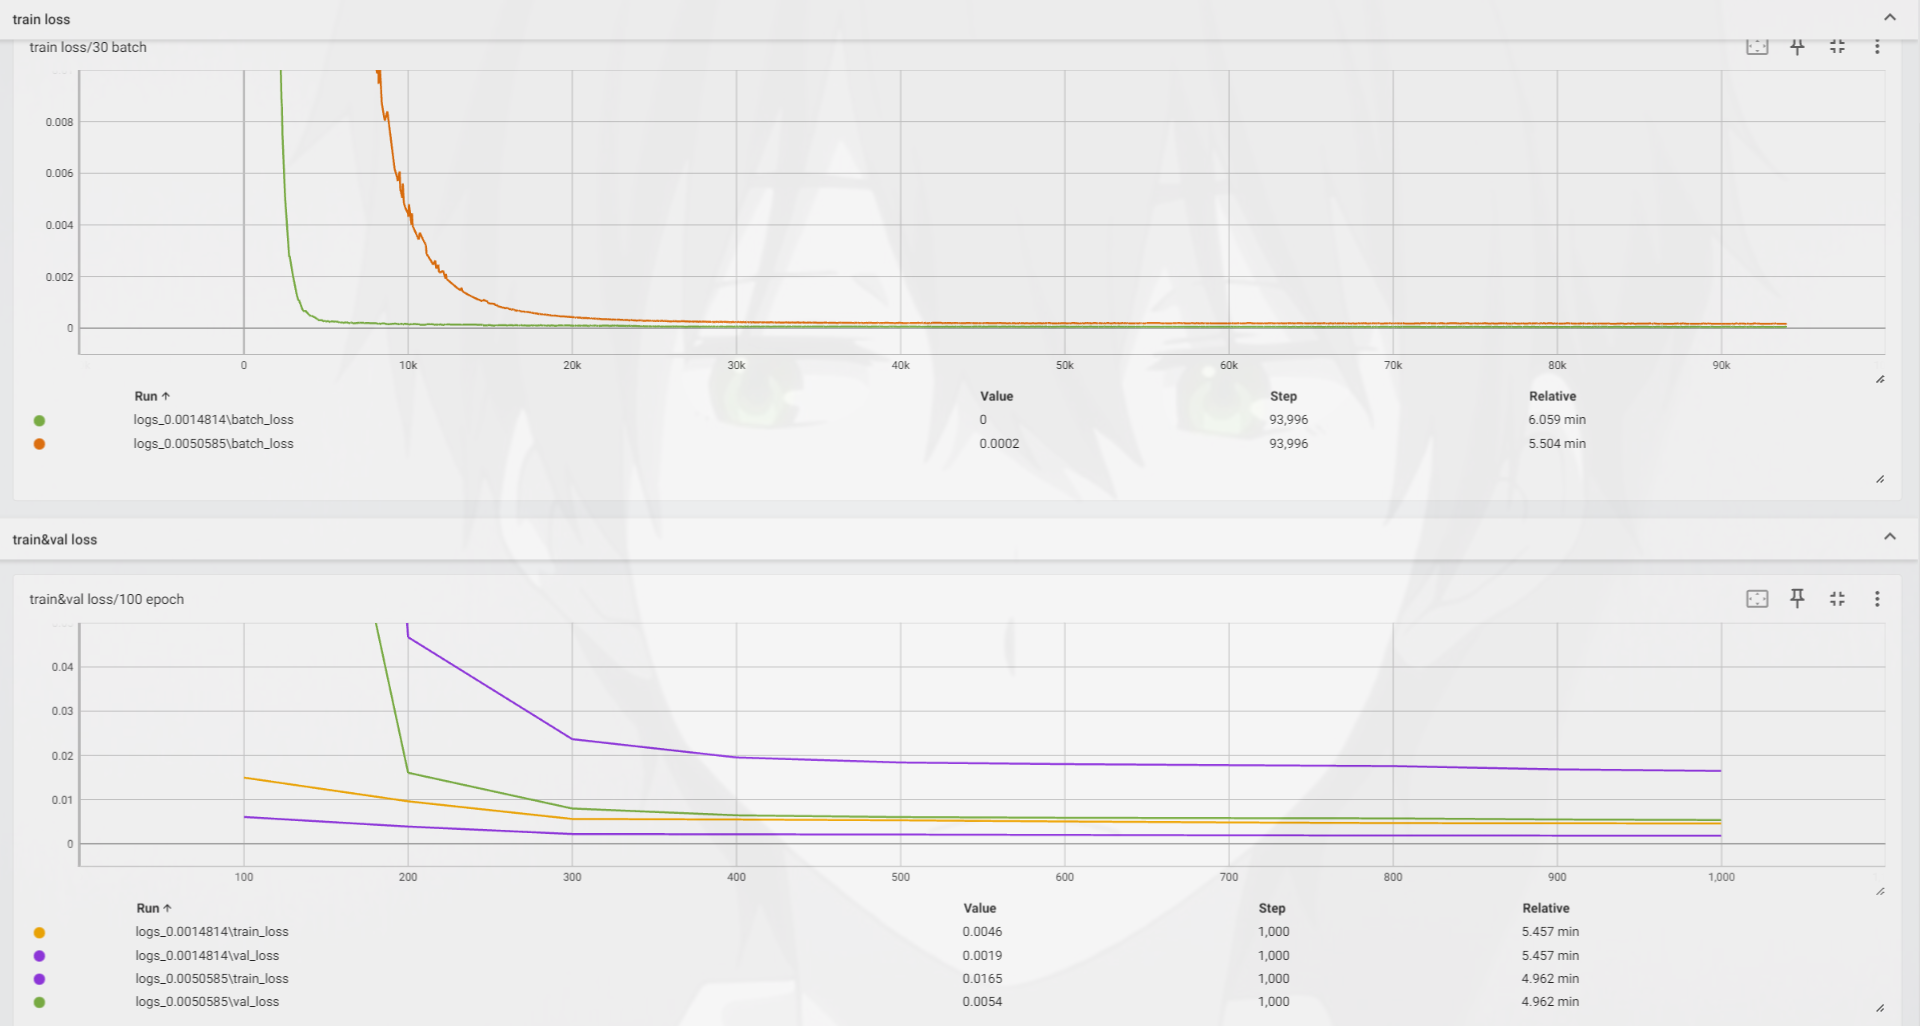 train loss
train loss/30 batch
0.008
0.006
0.004
0.002
0
0 10k 20k 30k 40k 50k 60k 70k 80k 90k
Run ↑ Value Step Relative
logs_0.0014814\batch_loss 0 93,996 6.059 min
logs_0.0050585\batch_loss 0.0002 93,996 5.504 min
train&val loss
train&val loss/100 epoch
0.04
0.03
0.02
0.01
0
100 200 300 400 500 600 700 800 900 1,000
Run ↑ Value Step Relative
logs_0.0014814\train_loss 0.0046 1,000 5.457 min
logs_0.0014814\val_loss 0.0019 1,000 5.457 min
logs_0.0050585\train_loss 0.0165 1,000 4.962 min
logs_0.0050585\val_loss 0.0054 1,000 4.962 min